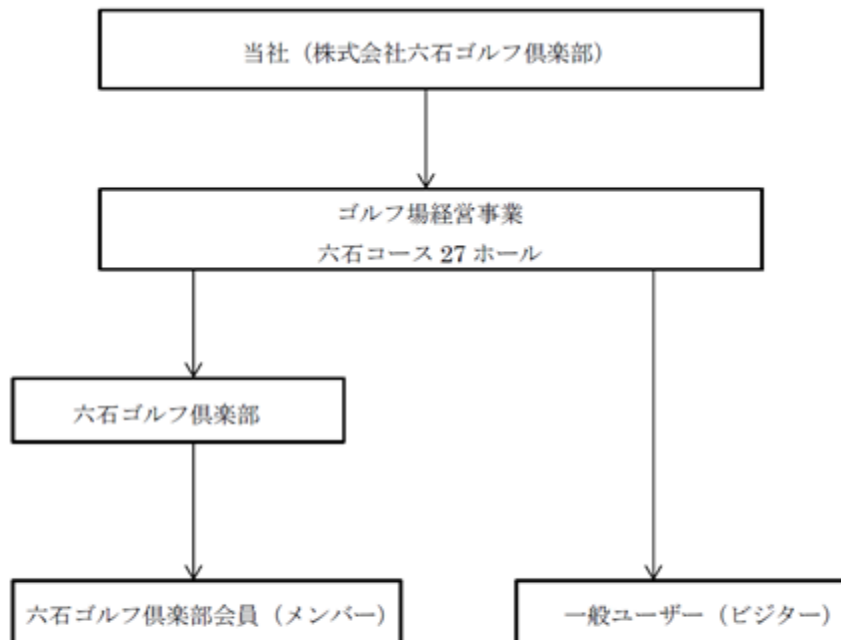 当社（株式会社六石ゴルフ倶楽部）
ゴルフ場経営事業
六石コース 27 ホール
六石ゴルフ倶楽部
六石ゴルフ倶楽部会員（メンバー）
一般ユーザー（ビジター）